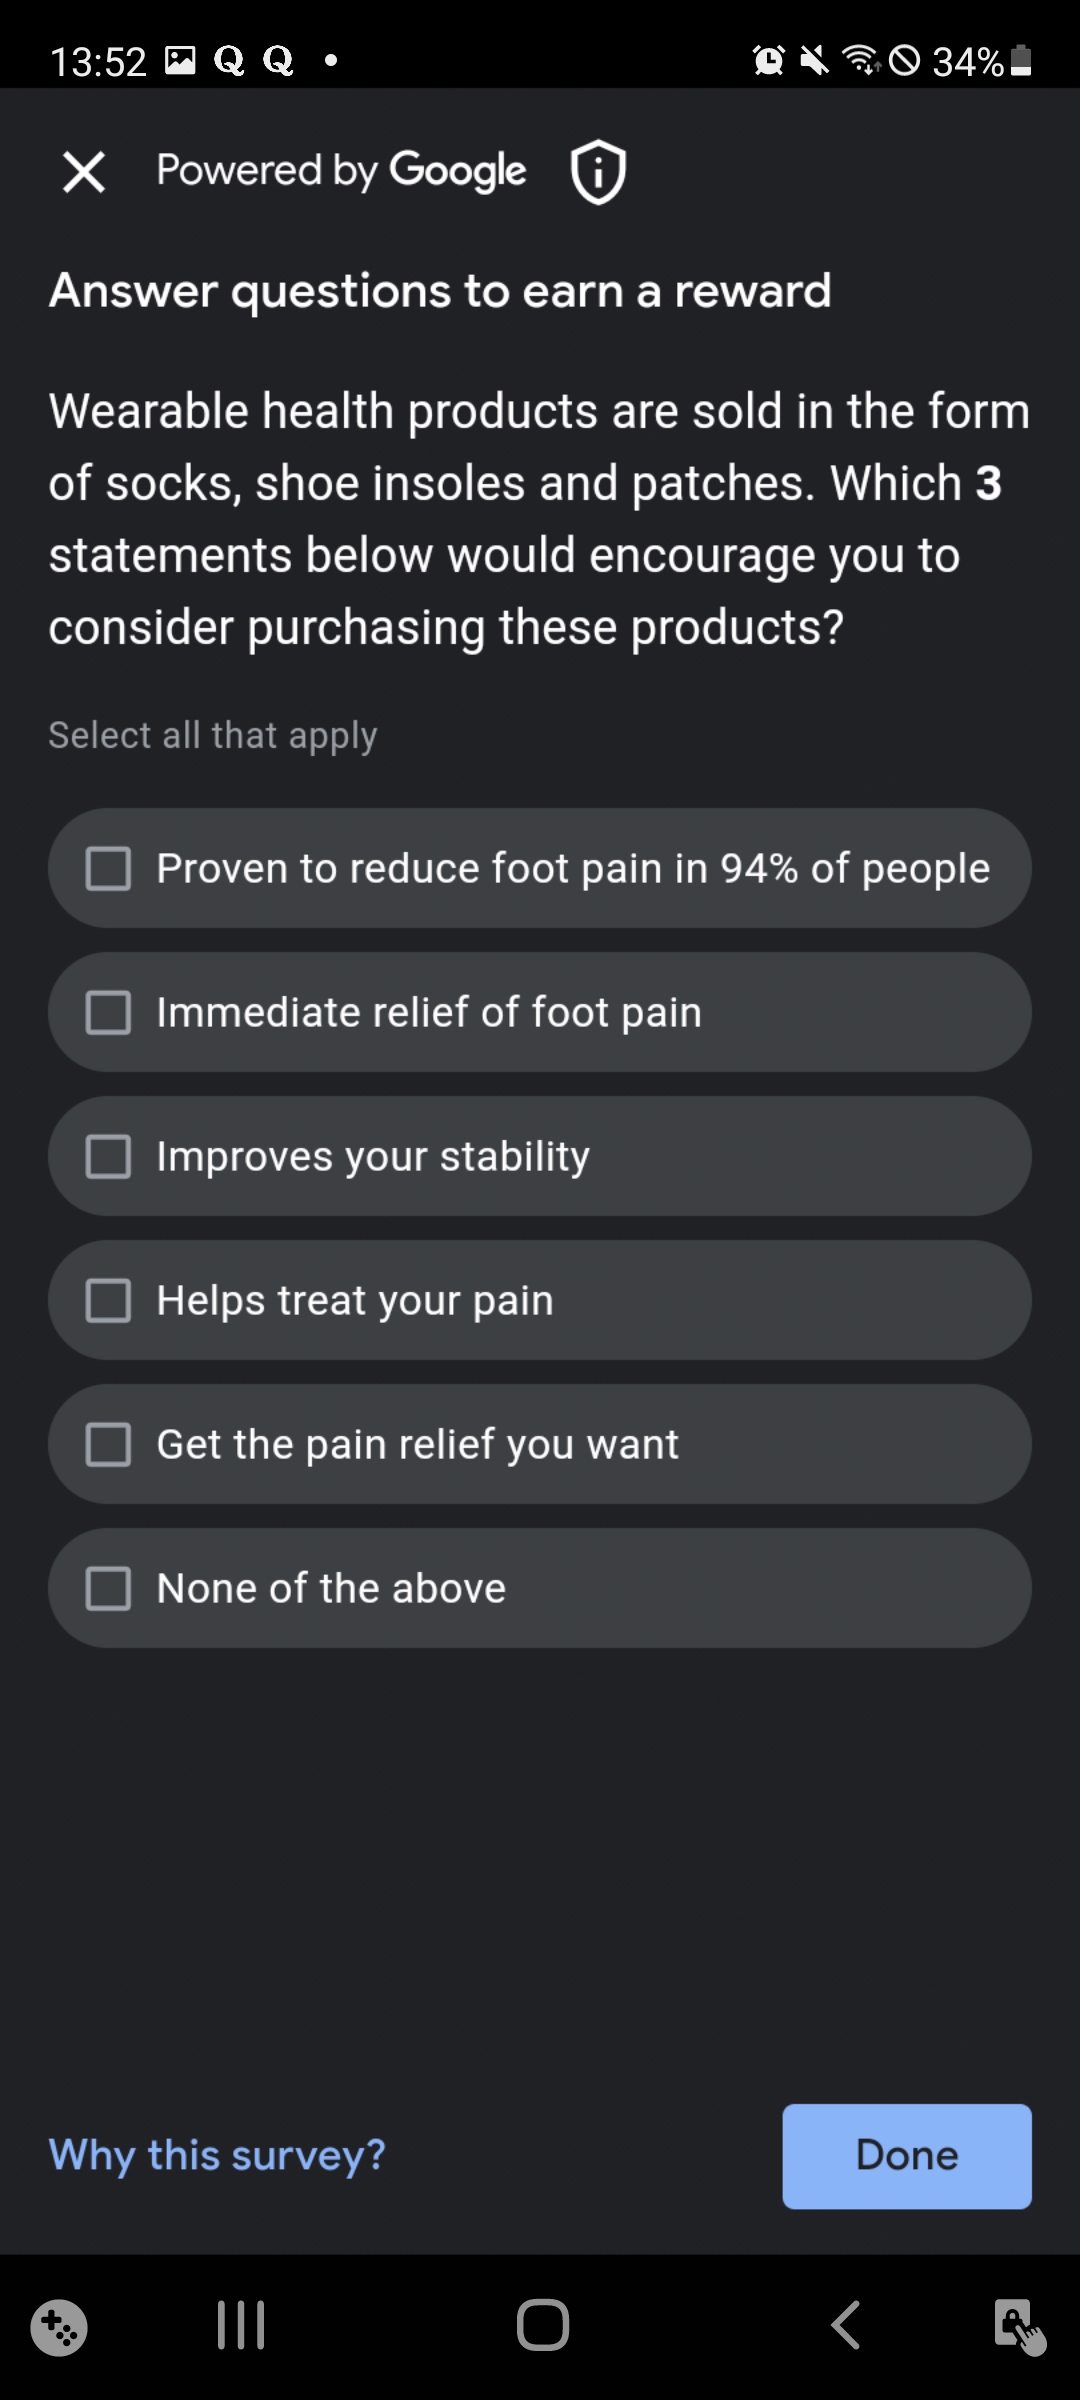 13:52 Q Q 34%
Powered by Google
Answer questions to earn a reward
Wearable health products are sold in the form
of socks, shoe insoles and patches. Which 3
statements below would encourage you to
consider purchasing these products?
Select all that apply
Proven to reduce foot pain in 94% of people
Immediate relief of foot pain
Improves your stability
Helps treat your pain
Get the pain relief you want
None of the above
Why this survey?
Done